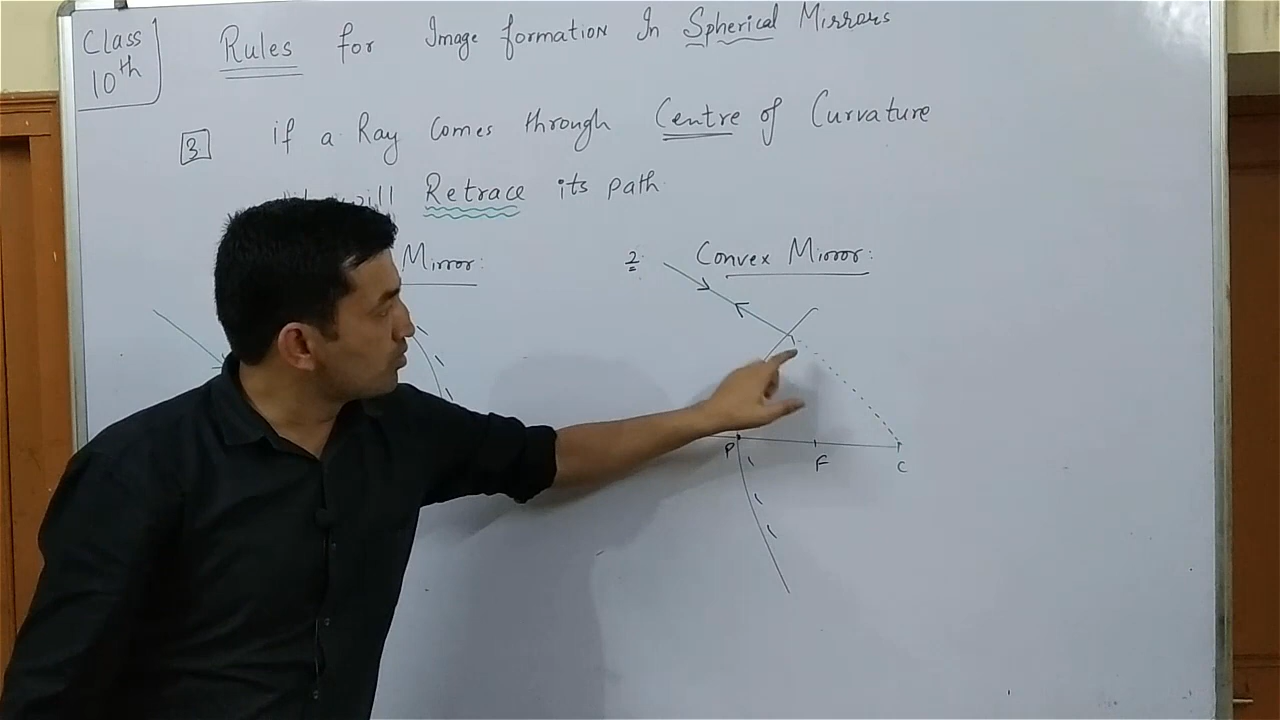 Class
10th
Rules for Image formation In Spherical Mirrors
3 if a Ray Comes through Centre of Curvature
will Retrace its path
Mirror:
2: Convex Mirror:
P F C